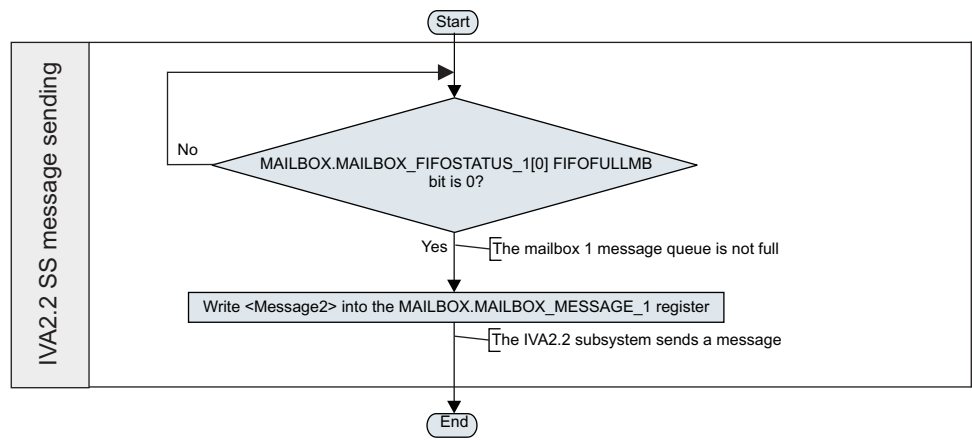 Start
IVA2.2 SS message sending
No
MAILBOX.MAILBOX_FIFOSTATUS_1[0] FIFOFULLMB
bit is 0?
Yes
The mailbox 1 message queue is not full
Write <Message2> into the MAILBOX.MAILBOX_MESSAGE_1 register
The IVA2.2 subsystem sends a message
End